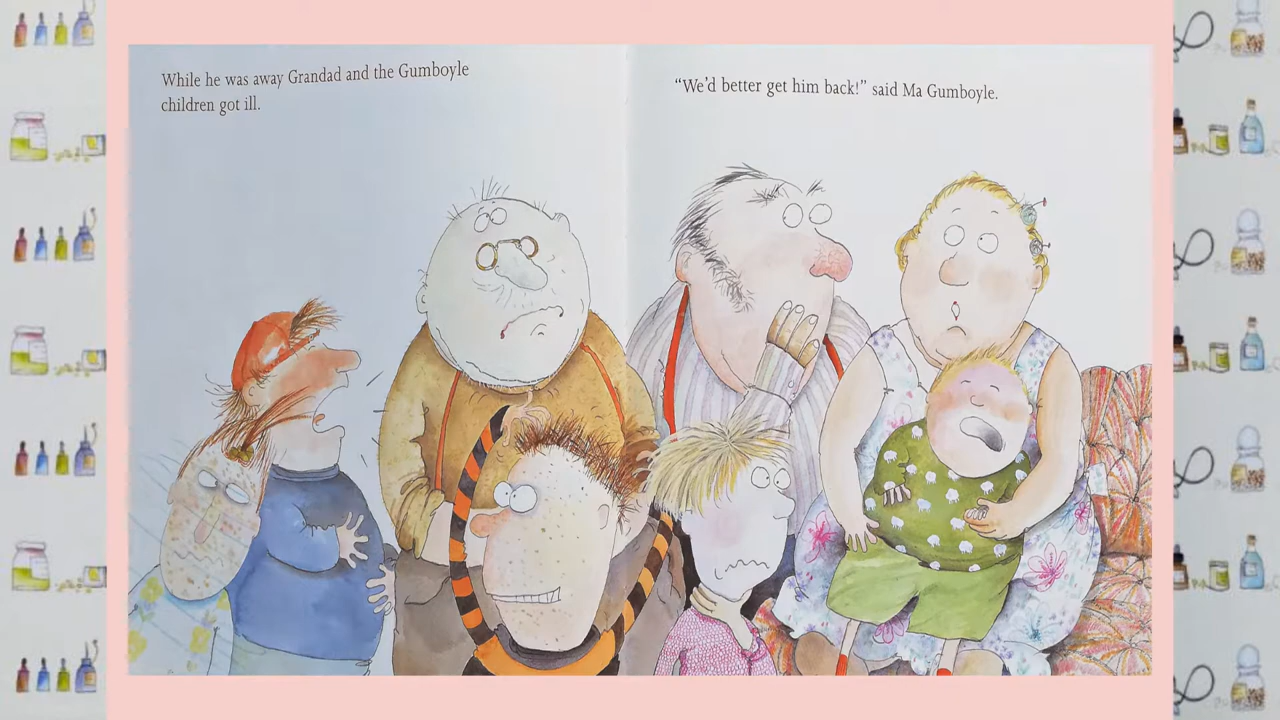 While he was away Grandad and the Gumboyle
children got ill.
“We’d better get him back!” said Ma Gumboyle.